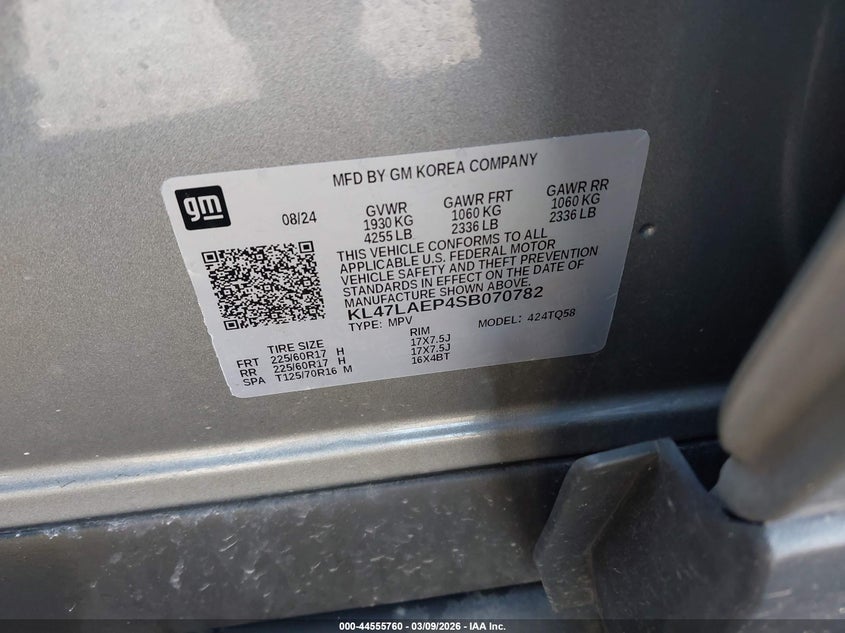 MFD BY GM KOREA COMPANY
gm
08/24
GVWR GAWR FRT GAWR RR
1930 KG 1060 KG 1060 KG
4255 LB 2336 LB 2336 LB
THIS VEHICLE CONFORMS TO ALL
APPLICABLE U.S. FEDERAL MOTOR
VEHICLE SAFETY AND THEFT PREVENTION
STANDARDS IN EFFECT ON THE DATE OF
MANUFACTURE SHOWN ABOVE.
KL47LAEP4SB070782
TYPE: MPV MODEL: 424TQ58
TIRE SIZE RIM
FRT 225/60R17 H 17X7.5J
RR 225/60R17 H 17X7.5J
SPA T125/70R16 M 16X4BT
000-44555760 - 03/09/2026 - IAA Inc.